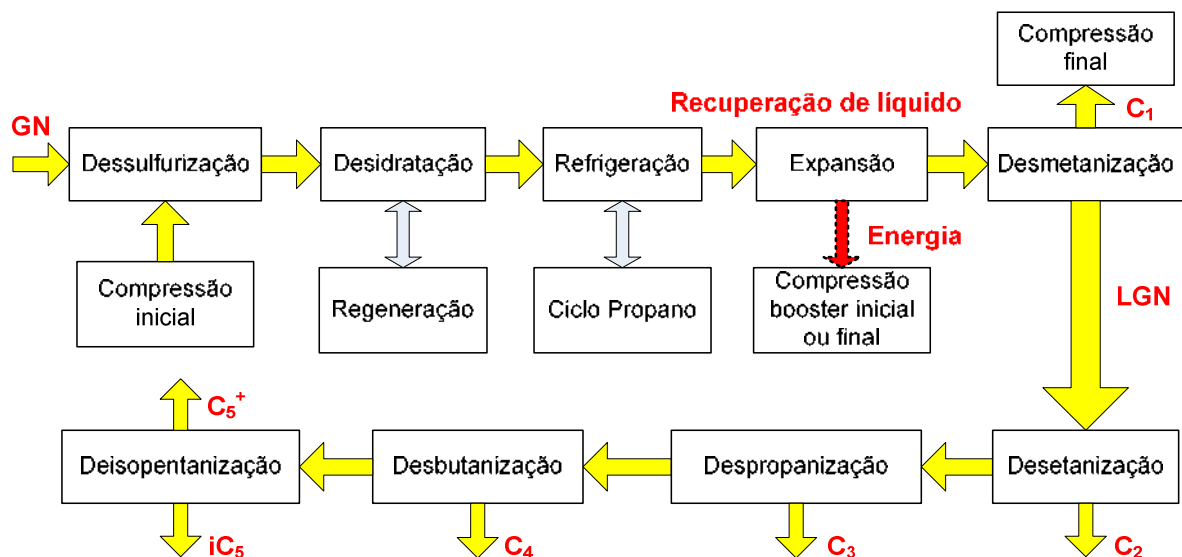 Compressão
final
Recuperação de líquido
C₁
GN
Dessulfurização
Desidratação
Refrigeração
Expansão
Desmetanização
Energia
Compressão
inicial
Regeneração
Ciclo Propano
Compressão
booster inicial
ou final
LGN
C₅⁺
Deisopentanização
Desbutanização
Despropanização
Desetanização
iC₅
C₄
C₃
C₂